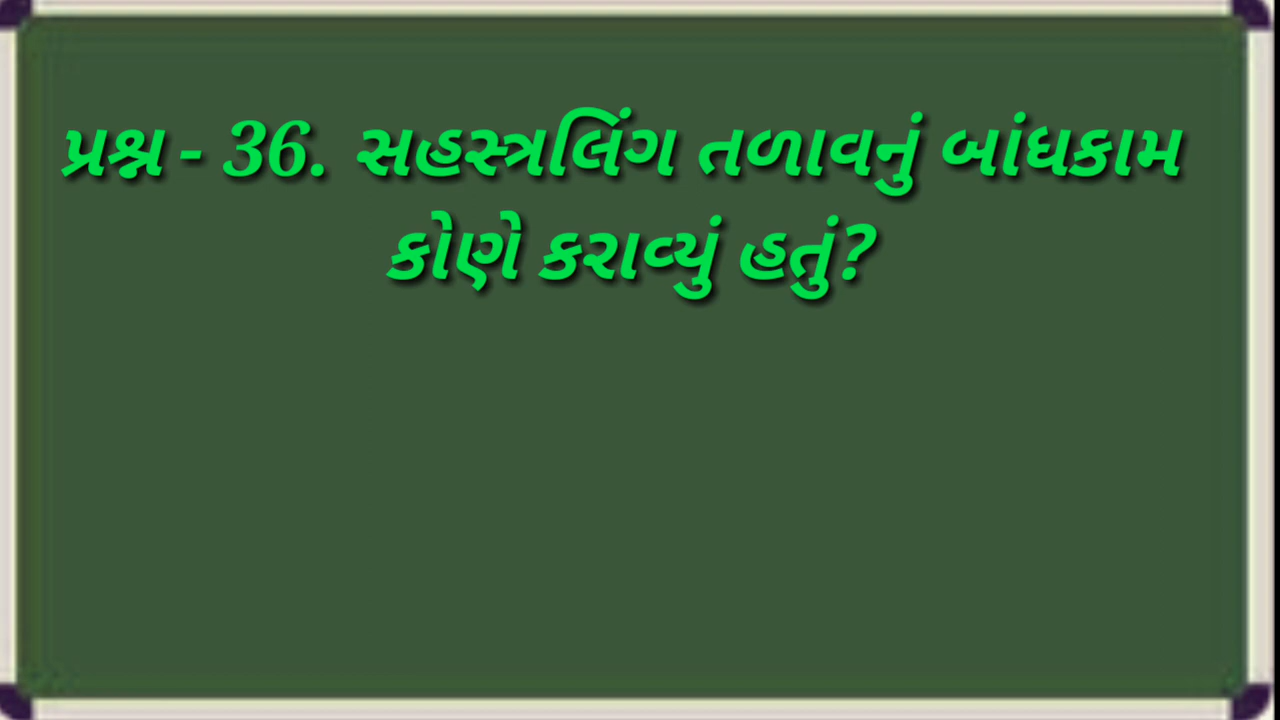 પ્રશ્ન - 36. સહસ્ત્રલિંગ તળાવનું બાંધકામ
કોણે કરાવ્યું હતું?